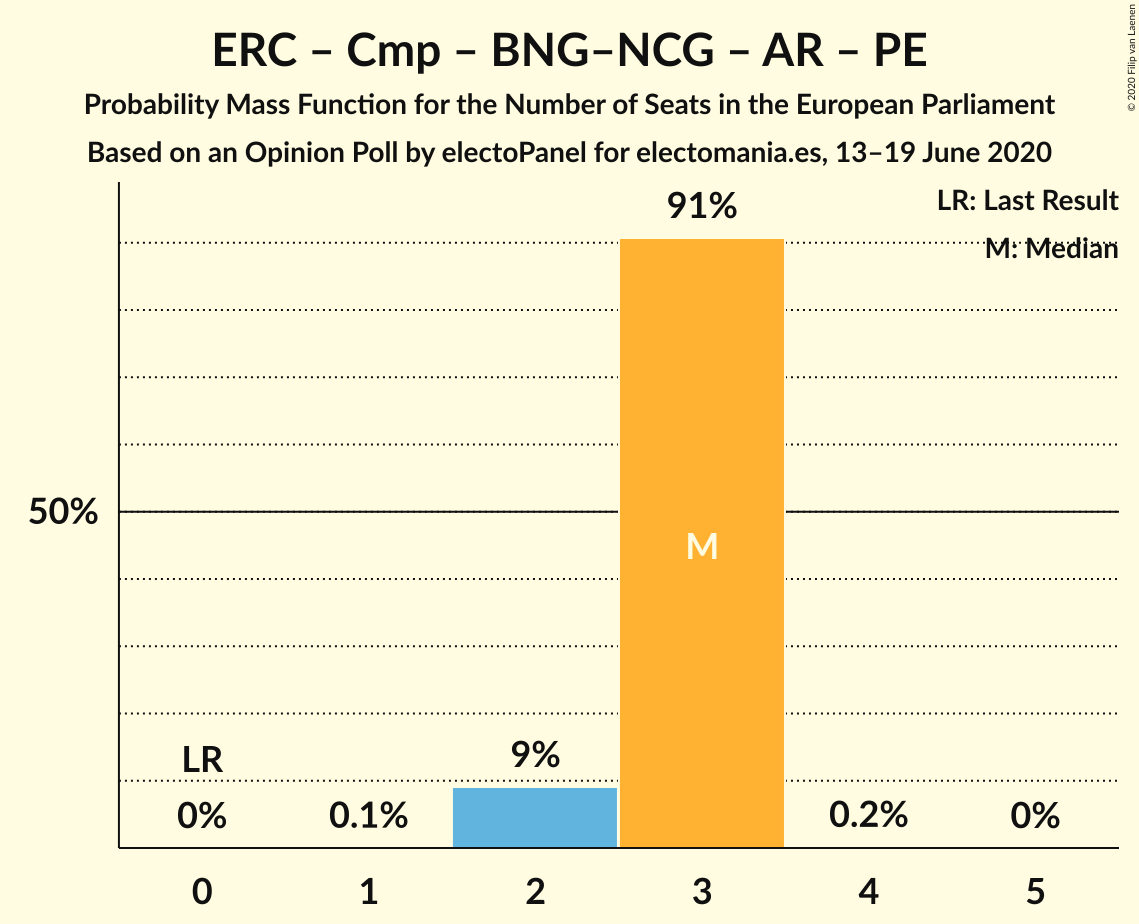 ERC – Cmp – BNG–NCG – AR – PE
Probability Mass Function for the Number of Seats in the European Parliament
Based on an Opinion Poll by electoPanel for electomania.es, 13–19 June 2020
© 2020 Filip van Laenen
LR: Last Result
M: Median
91%
50%
M
LR
9%
0%
0.1%
0.2%
0%
0 1 2 3 4 5